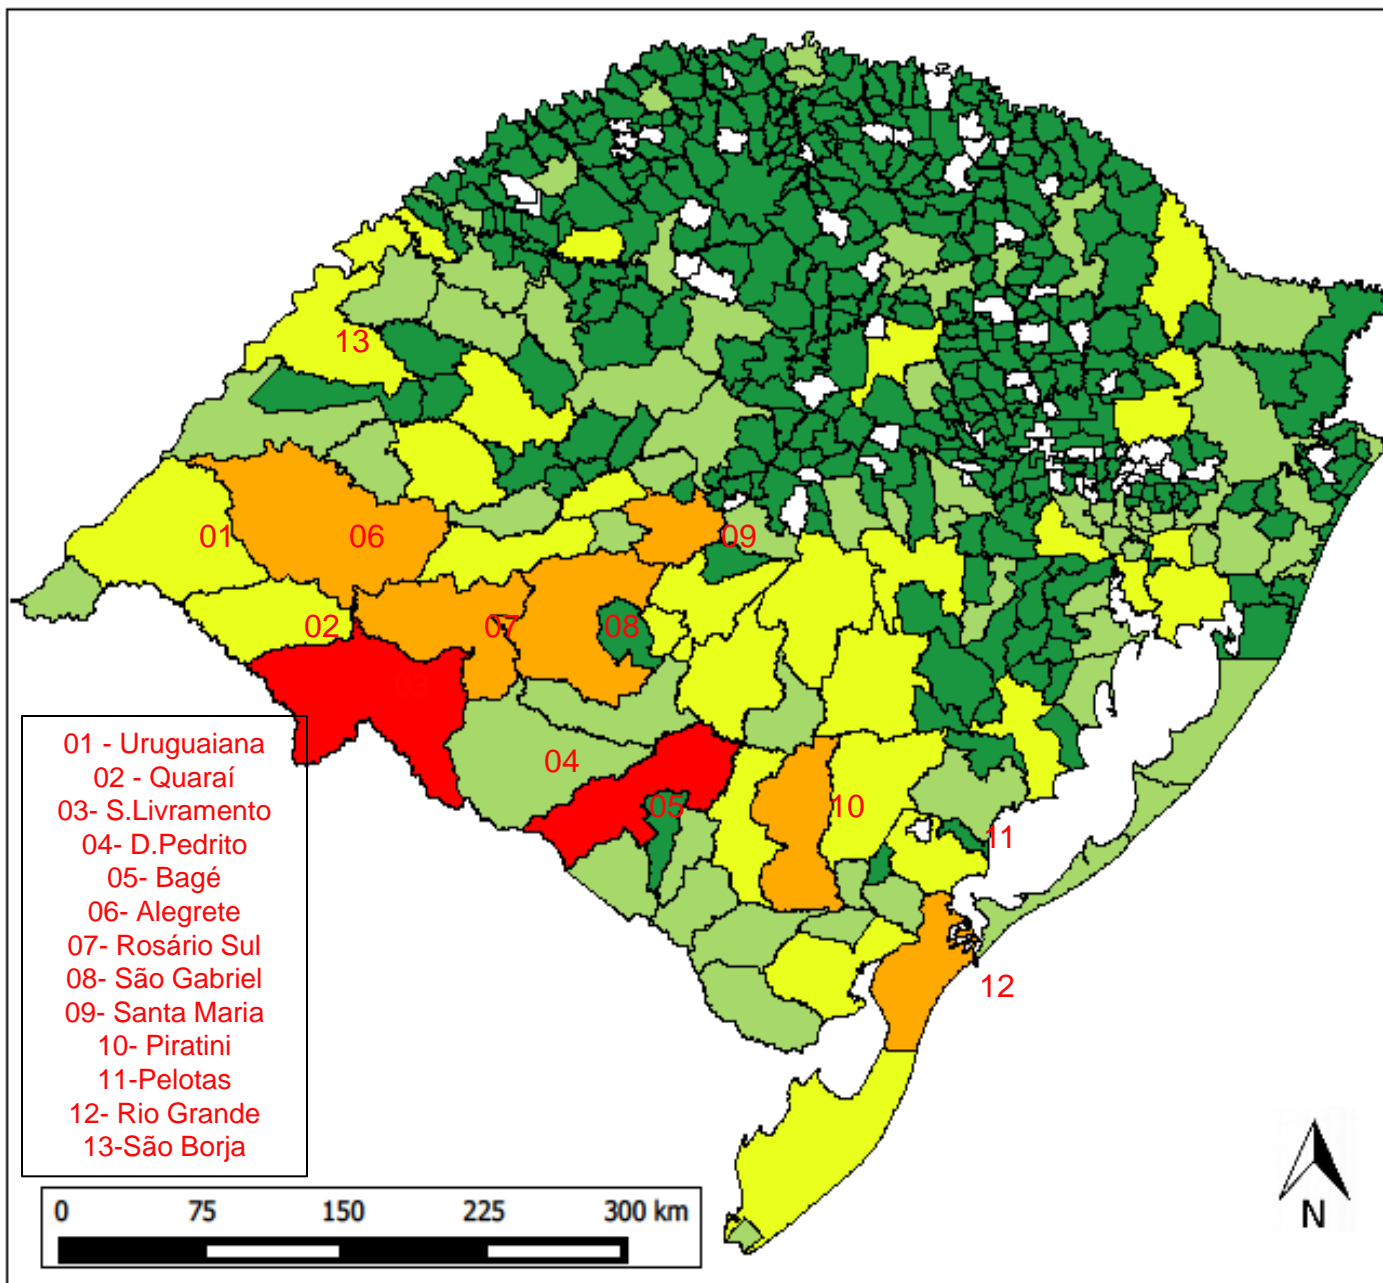 13
01
06
09
02
07
08
03
04
05
10
11
12
01 - Uruguaiana
02 - Quaraí
03- S.Livramento
04- D.Pedrito
05- Bagé
06- Alegrete
07- Rosário Sul
08- São Gabriel
09- Santa Maria
10- Piratini
11-Pelotas
12- Rio Grande
13-São Borja
0 75 150 225 300 km
N